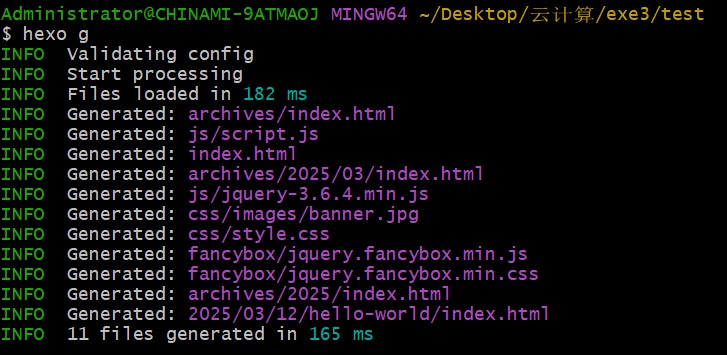 Administrator@CHINAMI-9ATMAOJ MINGW64 ~/Desktop/云计算/exe3/test
$ hexo g
INFO  Validating config
INFO  Start processing
INFO  Files loaded in 182 ms
INFO  Generated: archives/index.html
INFO  Generated: js/script.js
INFO  Generated: index.html
INFO  Generated: archives/2025/03/index.html
INFO  Generated: js/jquery-3.6.4.min.js
INFO  Generated: css/images/banner.jpg
INFO  Generated: css/style.css
INFO  Generated: fancybox/jquery.fancybox.min.js
INFO  Generated: fancybox/jquery.fancybox.min.css
INFO  Generated: archives/2025/index.html
INFO  Generated: 2025/03/12/hello-world/index.html
INFO  11 files generated in 165 ms